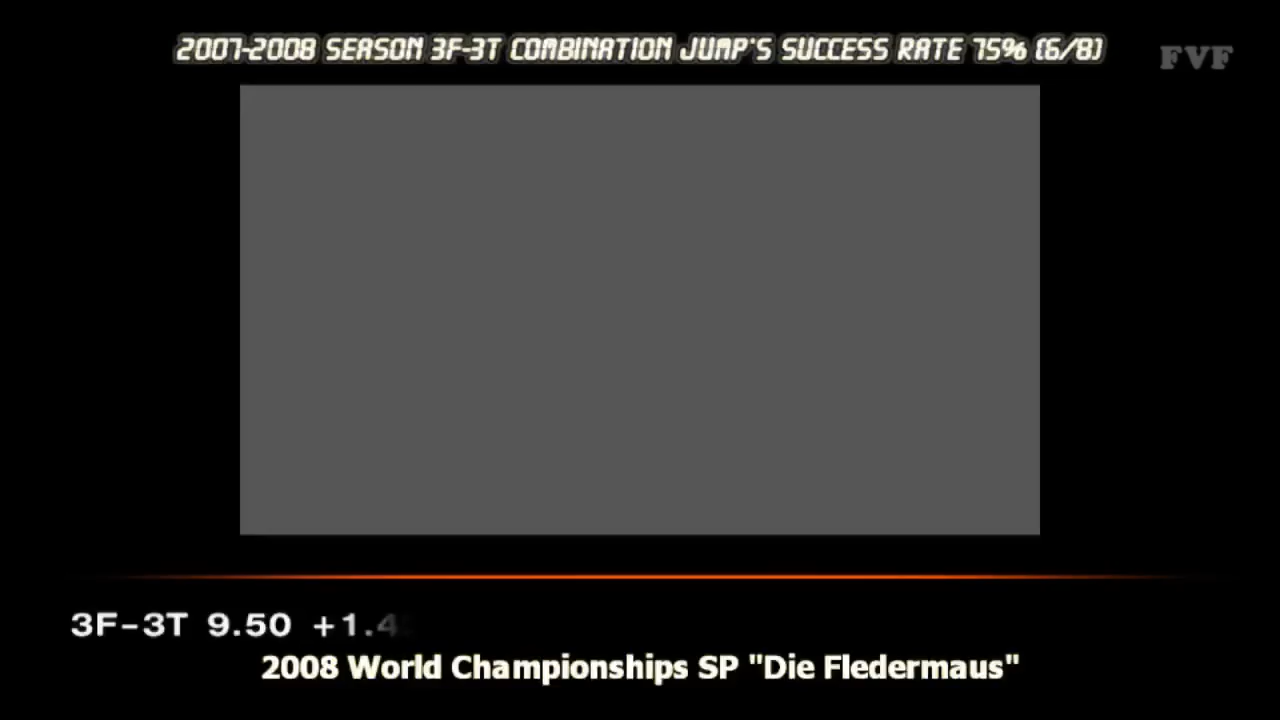 2007-2008 SEASON 3F-3T COMBINATION JUMP'S SUCCESS RATE 75% (6/8)
FVF
3F-3T 9.50
2008 World Championships SP "Die Fledermaus"